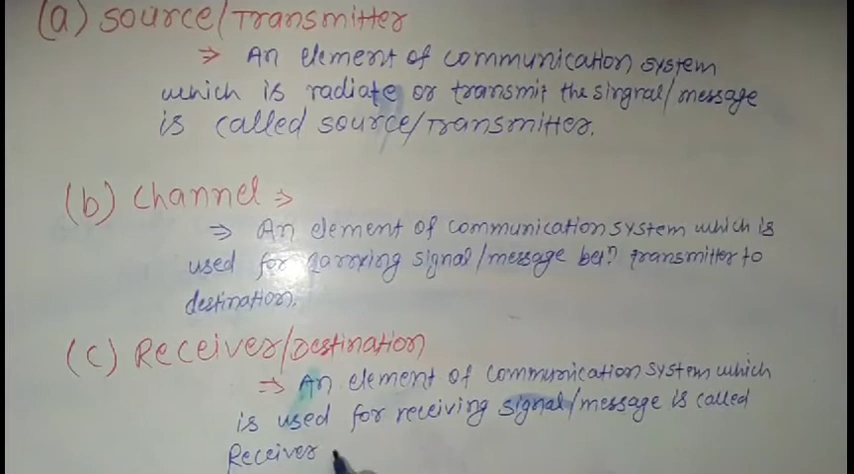 (a) Source/Transmitter
⇒ An element of communication system
which is radiate or transmit the sirgral/message
is called source/Transmitter.
(b) Channel ⇒
⇒ An element of communication system which is
used for carrying signal/message betn transmitter to
destination.
(c) Receiver/Destination
⇒ An element of communication system which
is used for receiving signal/message is called
Receiver